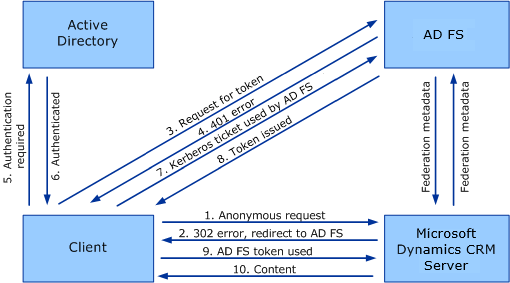 Active
Directory
AD FS
3. Request for token
4. 401 error
7. Kerberos ticket used by AD FS
8. Token issued
5. Authentication
required
6. Authenticated
Federation metadata
Federation metadata
Client
1. Anonymous request
2. 302 error, redirect to AD FS
9. AD FS token used
10. Content
Microsoft
Dynamics CRM
Server